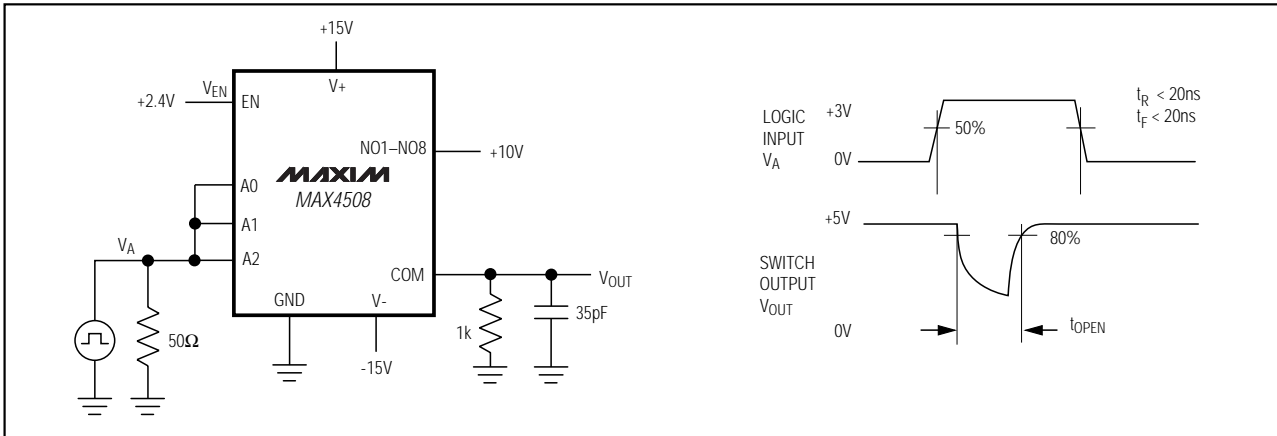 +15V
V+
+2.4V
VEN
EN
NO1–NO8
+10V
MAXIM
MAX4508
A0
A1
A2
VA
COM
VOUT
GND
V-
50Ω
-15V
1k
35pF
LOGIC
INPUT
VA
+3V
0V
50%
tR < 20ns
tF < 20ns
+5V
80%
SWITCH
OUTPUT
VOUT
0V
tOPEN